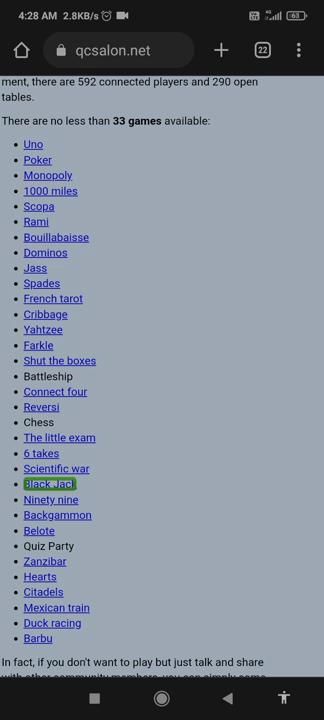 4:28 AM 2.8KB/s
4G
63
qcsalon.net
22
ment, there are 592 connected players and 290 open
tables.
There are no less than 33 games available:
Uno
Poker
Monopoly
1000 miles
Scopa
Rami
Bouillabaisse
Dominos
Jass
Spades
French tarot
Cribbage
Yahtzee
Farkle
Shut the boxes
Battleship
Connect four
Reversi
Chess
The little exam
6 takes
Scientific war
Black Jack
Ninety nine
Backgammon
Belote
Quiz Party
Zanzibar
Hearts
Citadels
Mexican train
Duck racing
Barbu
In fact, if you don't want to play but just talk and share